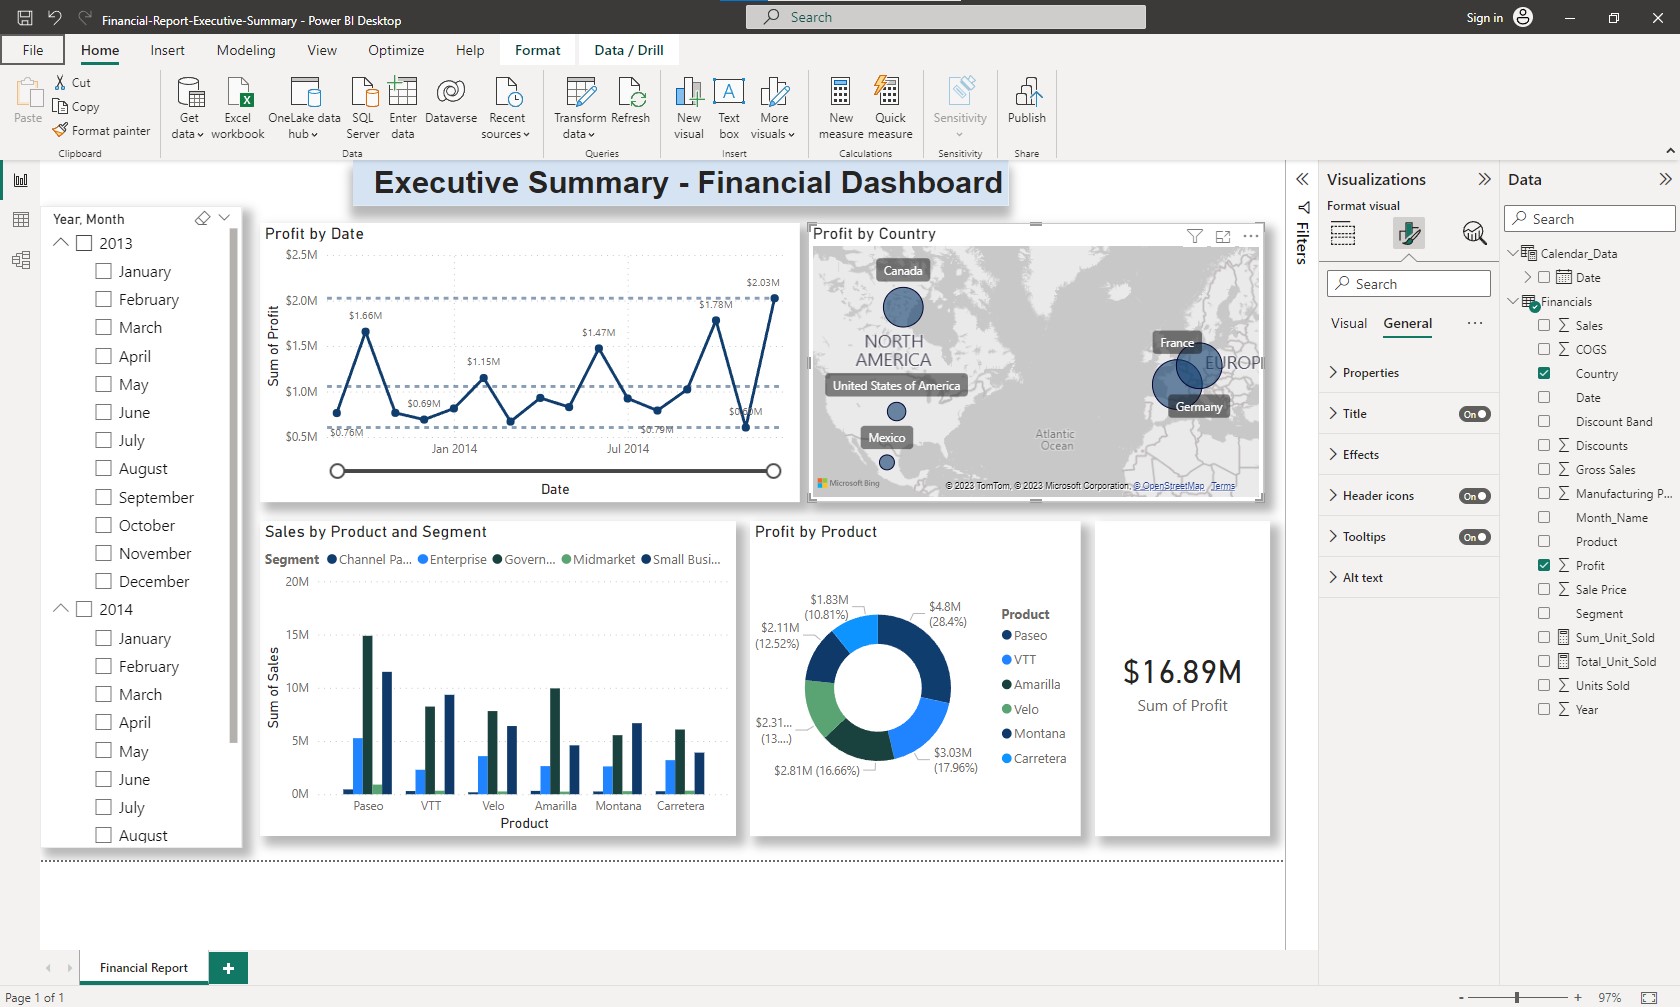 Financial-Report-Executive-Summary - Power BI Desktop
Search
Sign in
File Home Insert Modeling View Optimize Help Format Data / Drill
Paste
Cut
Copy
Format painter
Clipboard
Get data
Excel workbook
OneLake data hub
SQL Server
Enter data
Dataverse
Recent sources
Data
Transform data
Refresh
Queries
New visual
Text box
More visuals
Insert
New measure
Quick measure
Calculations
Sensitivity
Sensitivity
Publish
Share
Executive Summary - Financial Dashboard
Year, Month
2013
January
February
March
April
May
June
July
August
September
October
November
December
2014
January
February
March
April
May
June
July
August
Profit by Date
Sum of Profit
$2.5M
$2.0M
$1.5M
$1.0M
$0.5M
$0.76M
$1.66M
$0.69M
$1.15M
$1.47M
$0.79M
$1.78M
$0.60M
$2.03M
Jan 2014
Jul 2014
Date
Profit by Country
Canada
NORTH
AMERICA
United States of America
Mexico
France
EUROPE
Germany
Atlantic
Ocean
Microsoft Bing
© 2023 TomTom, © 2023 Microsoft Corporation, © OpenStreetMap Terms
Sales by Product and Segment
Segment Channel Pa... Enterprise Govern... Midmarket Small Busi...
Sum of Sales
20M
15M
10M
5M
0M
Paseo VTT Velo Amarilla Montana Carretera
Product
Profit by Product
$1.83M
(10.81%)
$4.8M
(28.4%)
$2.11M
(12.52%)
$2.31...
(13....)
$2.81M (16.66%)
$3.03M
(17.96%)
Product
Paseo
VTT
Amarilla
Velo
Montana
Carretera
$16.89M
Sum of Profit
Filters
Visualizations
Format visual
Search
Visual General ...
Properties
Title On
Effects
Header icons On
Tooltips On
Alt text
Data
Search
Calendar_Data
Date
Financials
Sales
COGS
Country
Date
Discount Band
Discounts
Gross Sales
Manufacturing P...
Month_Name
Product
Profit
Sale Price
Segment
Sum_Unit_Sold
Total_Unit_Sold
Units Sold
Year
Financial Report
Page 1 of 1
- + 97%